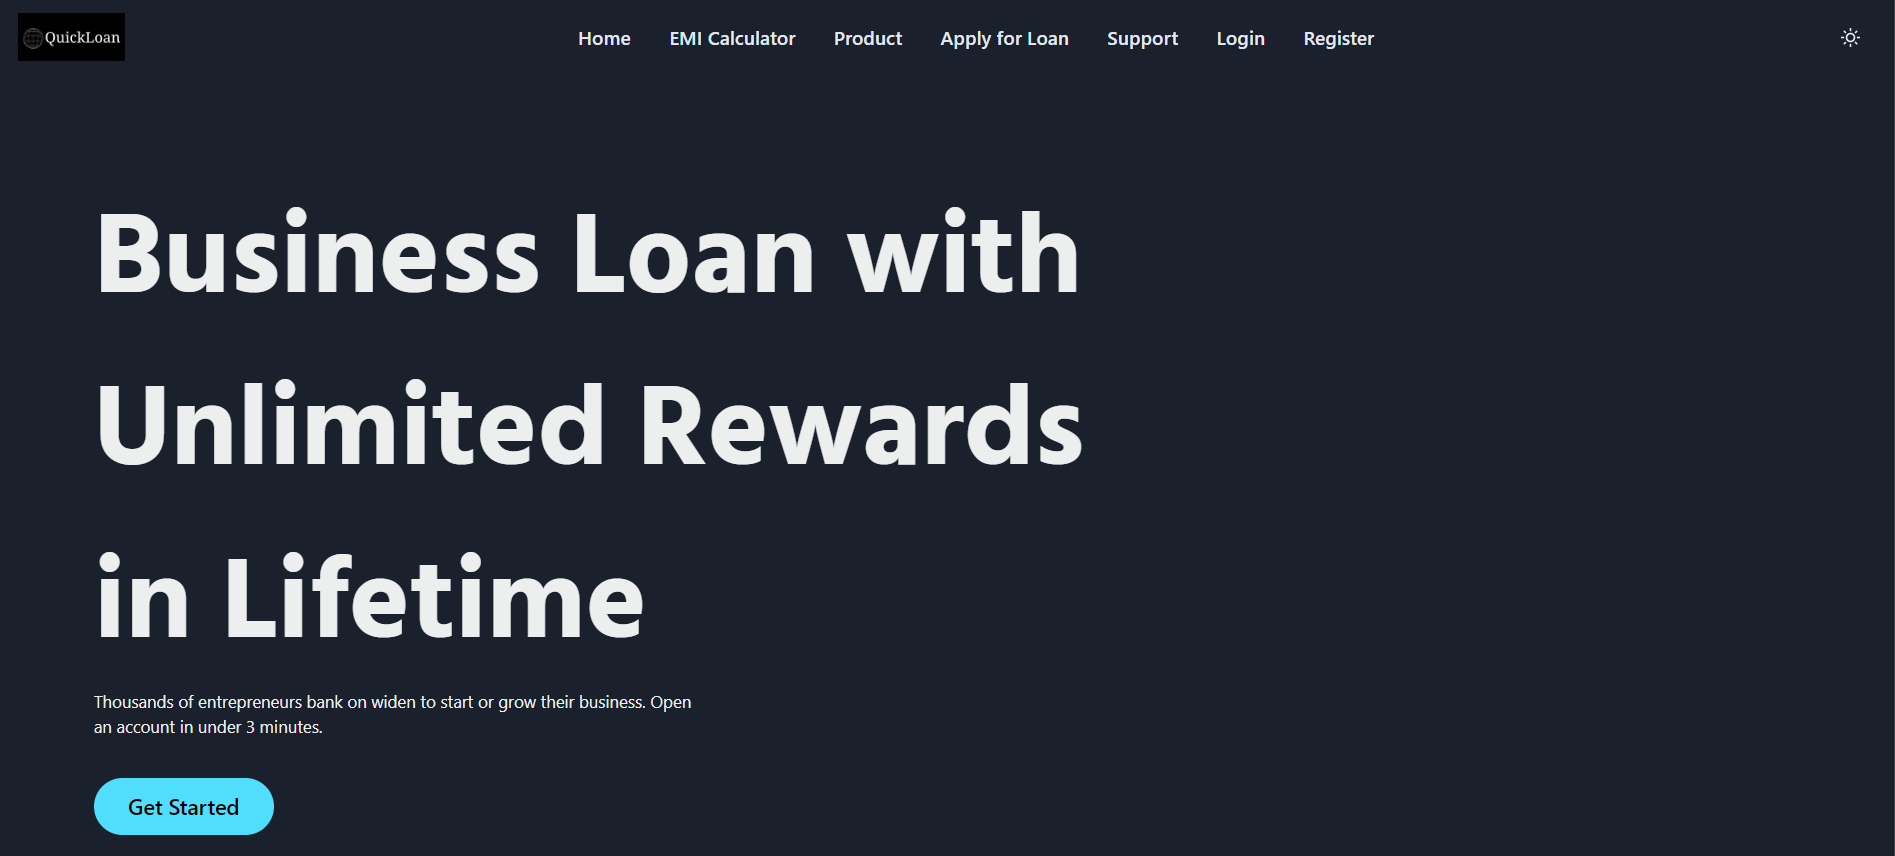 QuickLoan
Home EMI Calculator Product Apply for Loan Support Login Register
Business Loan with
Unlimited Rewards
in Lifetime
Thousands of entrepreneurs bank on widen to start or grow their business. Open
an account in under 3 minutes.
Get Started